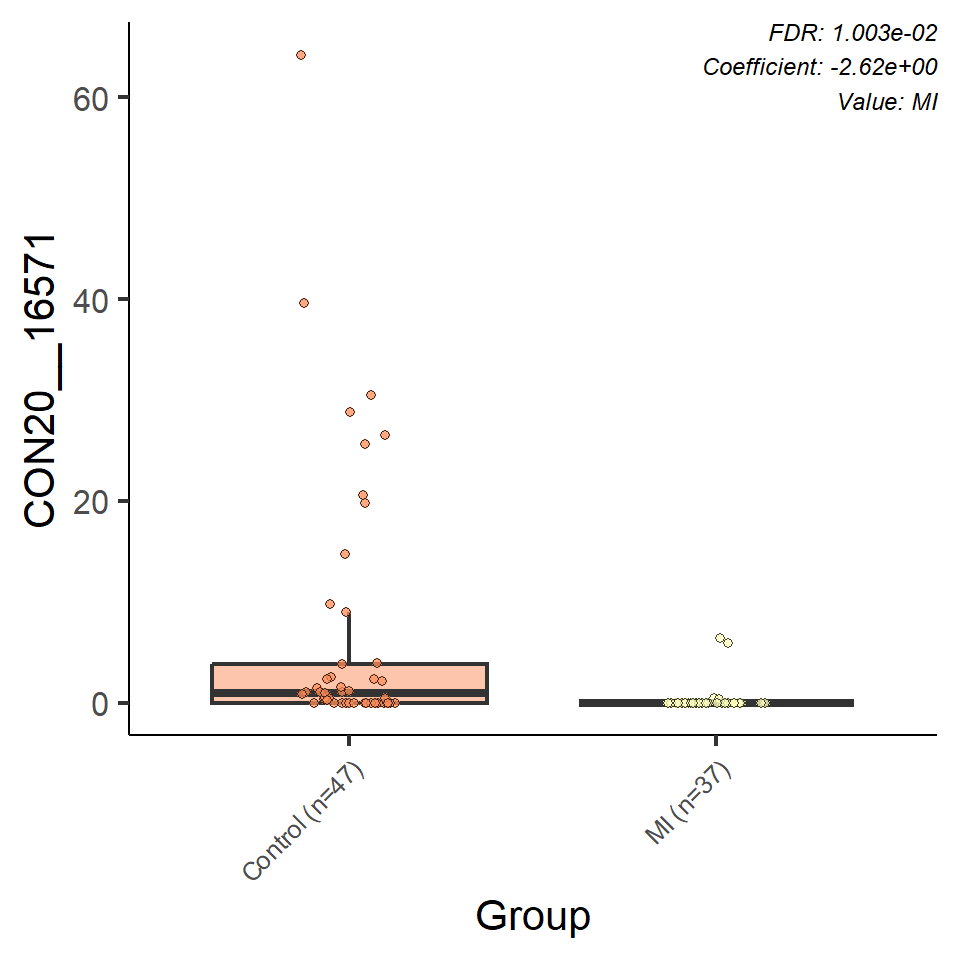 FDR: 1.003e-02
Coefficient: -2.62e+00
Value: MI
CON20__16571
60
40
20
0
Control (n=47)
MI (n=37)
Group